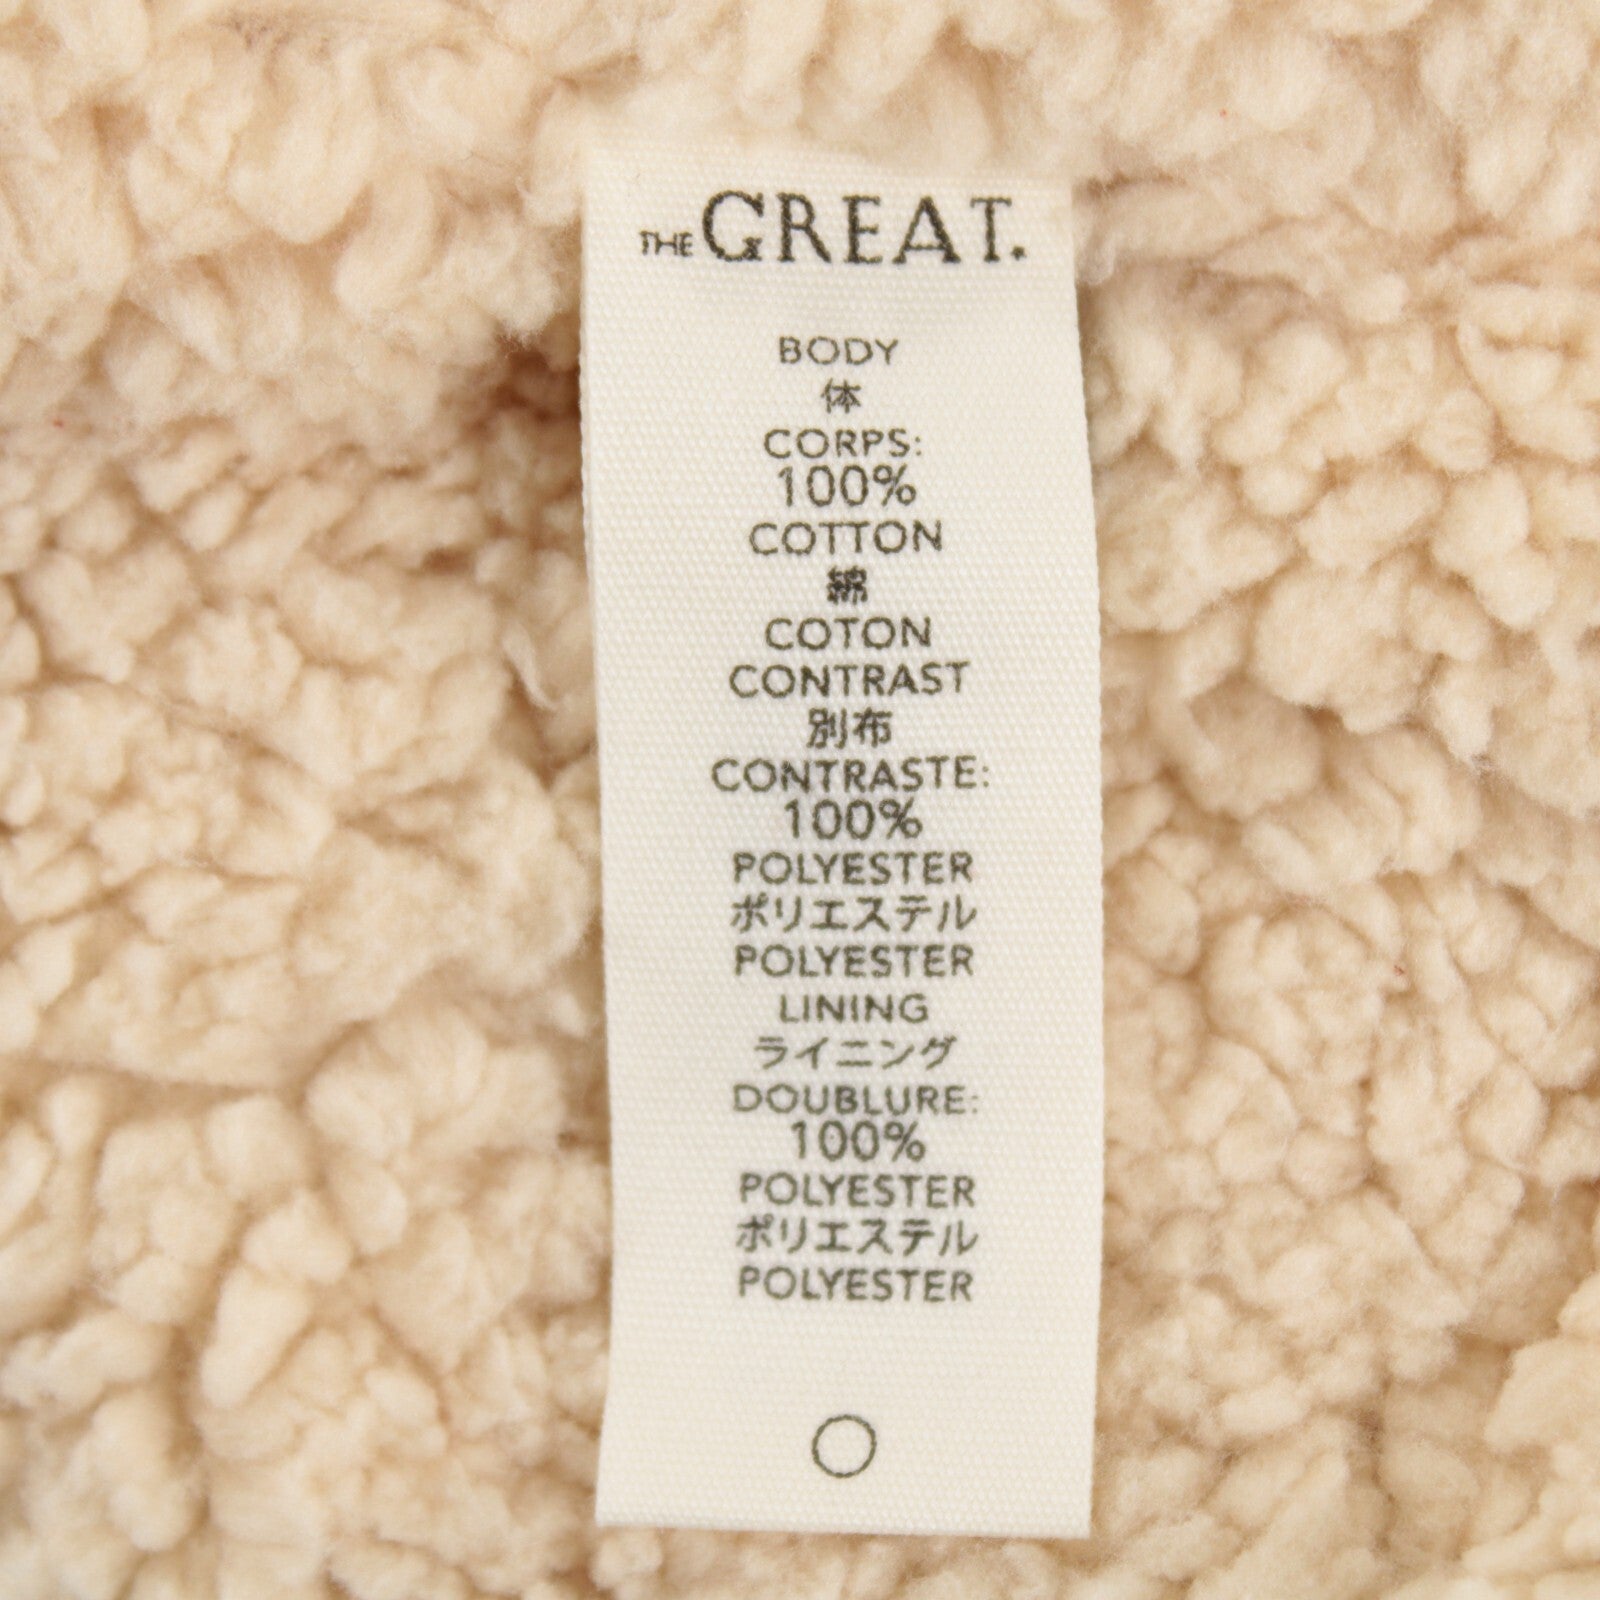 THE GREAT.
BODY
体
CORPS:
100%
COTTON
綿
COTON
CONTRAST
別布
CONTRASTE:
100%
POLYESTER
ポリエステル
POLYESTER
LINING
ライニング
DOUBLURE:
100%
POLYESTER
ポリエステル
POLYESTER